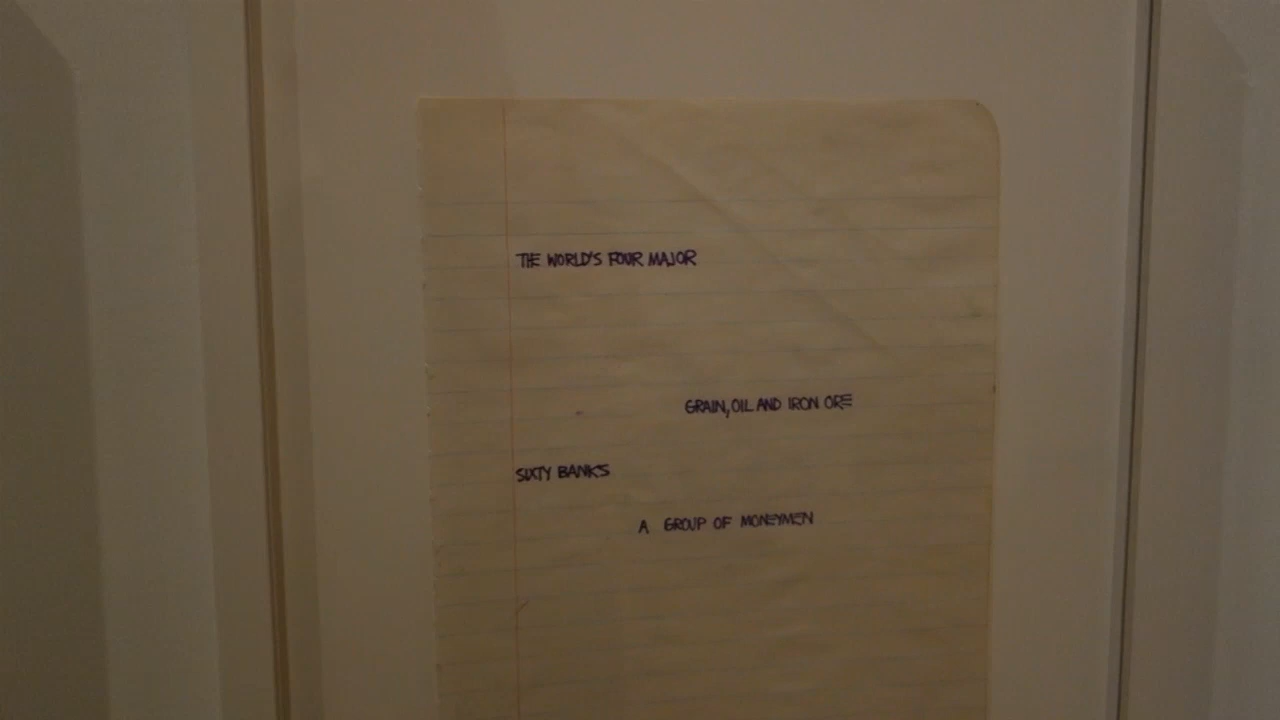 THE WORLD'S FOUR MAJOR
GRAIN, OIL AND IRON ORE
SIXTY BANKS
A GROUP OF MONEYMEN